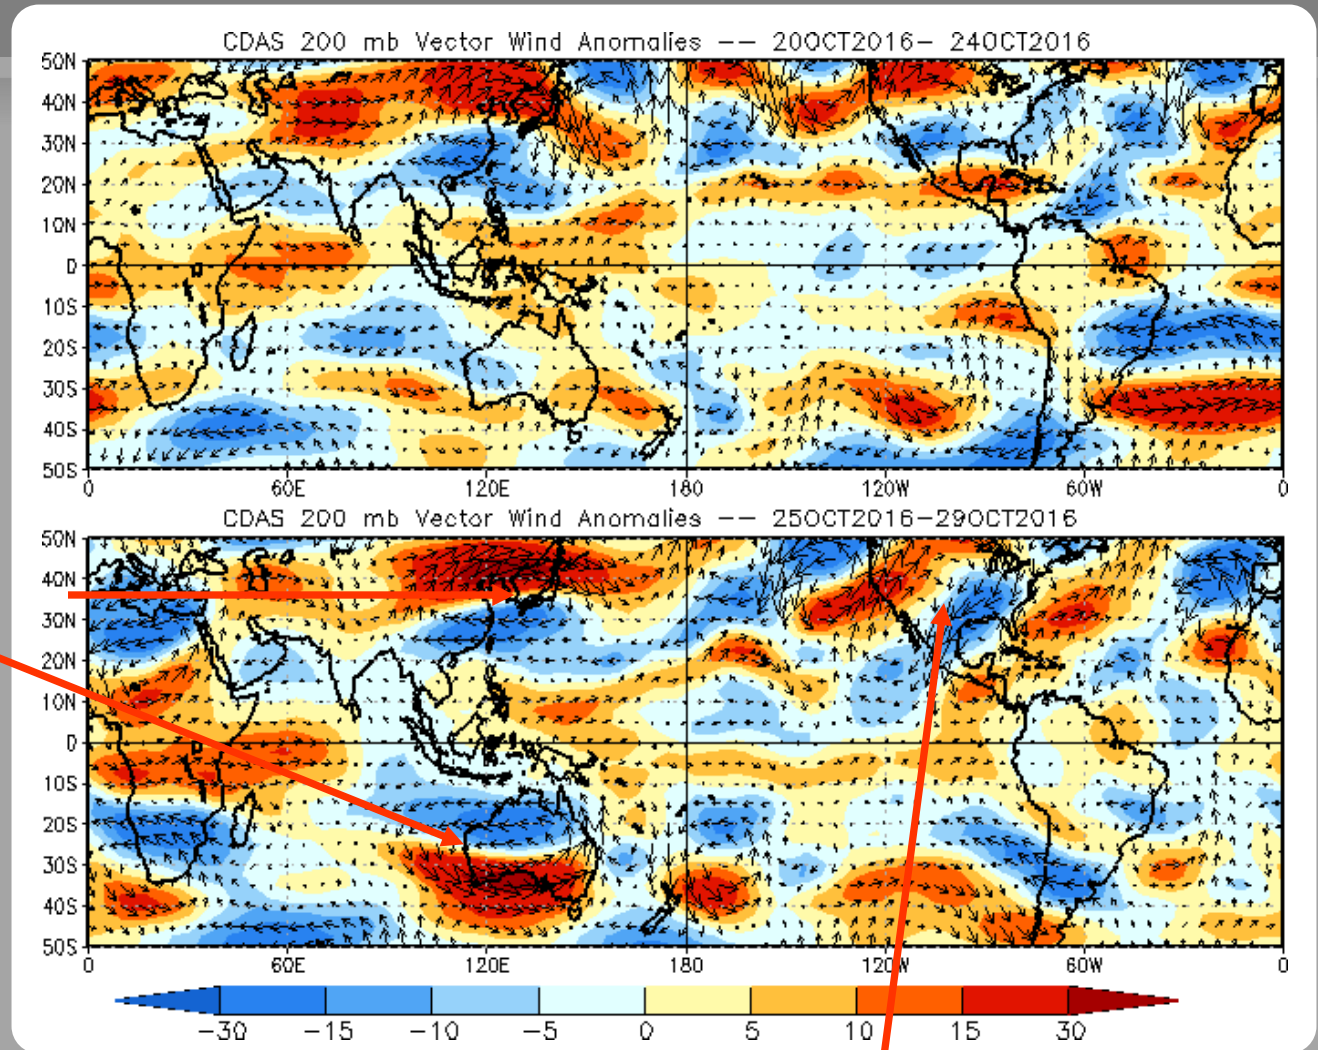 CDAS 200 mb Vector Wind Anomalies -- 20OCT2016- 24OCT2016
50N
40N
30N
20N
10N
0
10S
20S
30S
40S
50S
0 60E 120E 180 120W 60W 0
CDAS 200 mb Vector Wind Anomalies -- 25OCT2016-29OCT2016
50N
40N
30N
20N
10N
0
10S
20S
30S
40S
50S
0 60E 120E 180 120W 60W 0
-30 -15 -10 -5 0 5 10 15 30